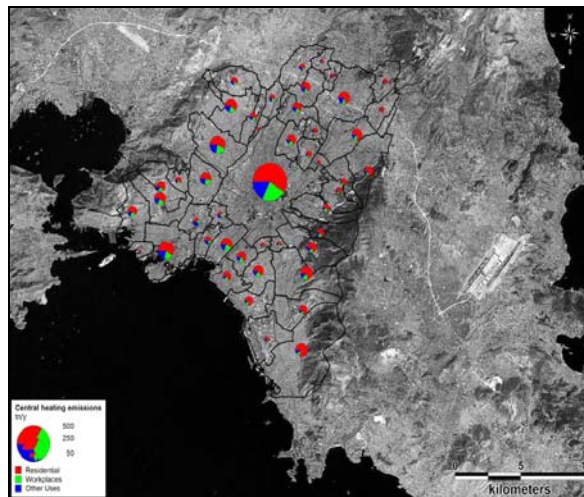 Central heating emissions
tn/y
500
250
50
Residential
Workplaces
Other Uses
0 5
kilometers